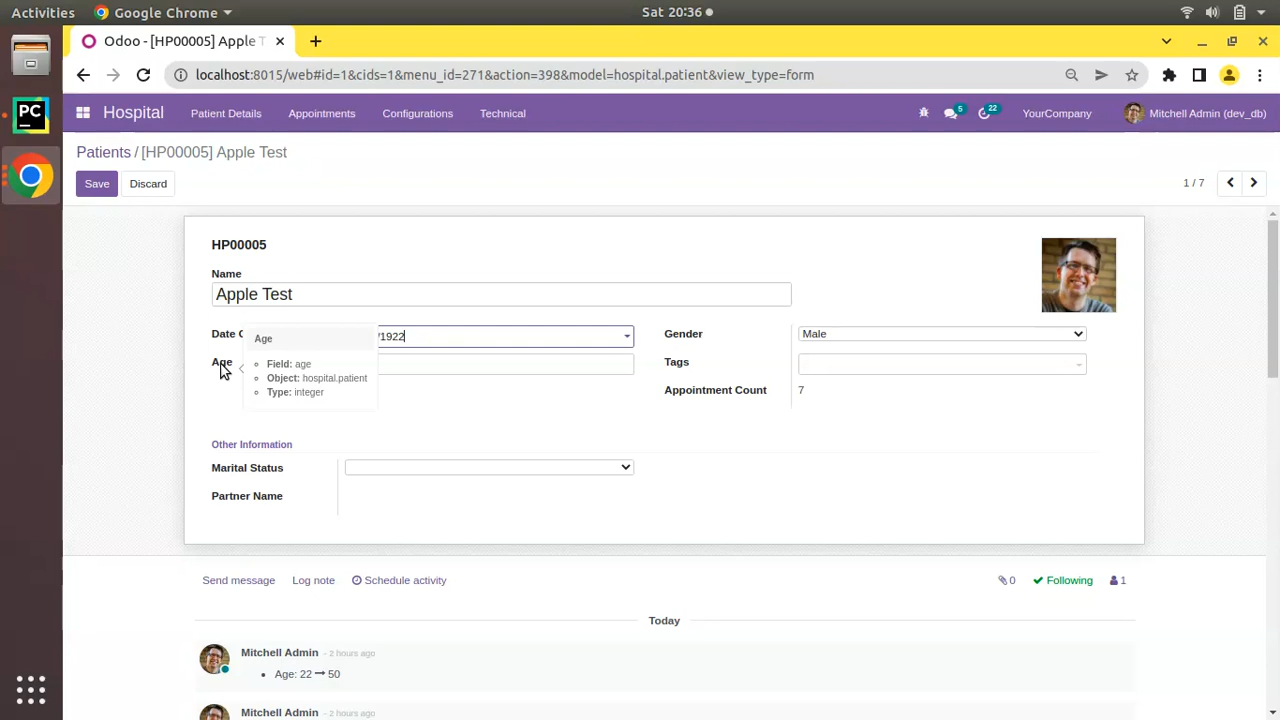 Activities Google Chrome Sat 20:36
Odoo - [HP00005] Apple T
localhost:8015/web#id=1&cids=1&menu_id=271&action=398&model=hospital.patient&view_type=form
Hospital Patient Details Appointments Configurations Technical 5 22 YourCompany Mitchell Admin (dev_db)
Patients / [HP00005] Apple Test
Save Discard 1 / 7
HP00005
Name
Apple Test
Date O /1922 Gender Male
Age Tags
Appointment Count 7
Age
Field: age
Object: hospital.patient
Type: integer
Other Information
Marital Status
Partner Name
Send message Log note Schedule activity 0 Following 1
Today
Mitchell Admin - 2 hours ago
Age: 22 → 50
Mitchell Admin - 2 hours ago
PC